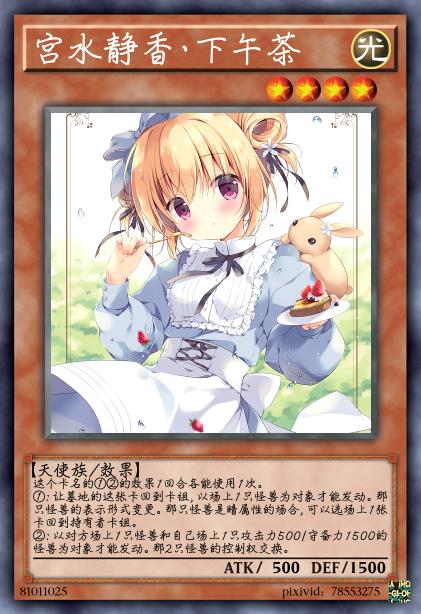 宫水静香·下午茶
光
【天使族/效果】
这个卡名的①②的效果1回合各能使用1次。
①:让墓地的这张卡回到卡组,以场上1只怪兽为对象才能发动。那
只怪兽的表示形式变更。那只怪兽是暗属性的场合,可以选场上1张
卡回到持有者卡组。
②:以对方场上1只怪兽和自己场上1只攻击力500/守备力1500的
怪兽为对象才能发动。那2只怪兽的控制权交换。
ATK/ 500 DEF/1500
81011025
pixivid: 78553275